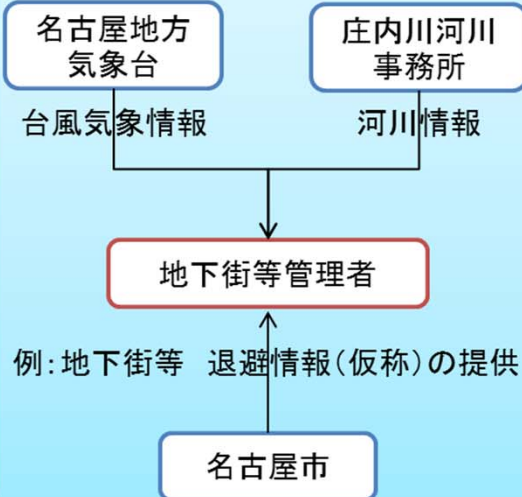 名古屋地方
気象台
庄内川河川
事務所
台風気象情報
河川情報
地下街等管理者
例：地下街等　退避情報（仮称）の提供
名古屋市